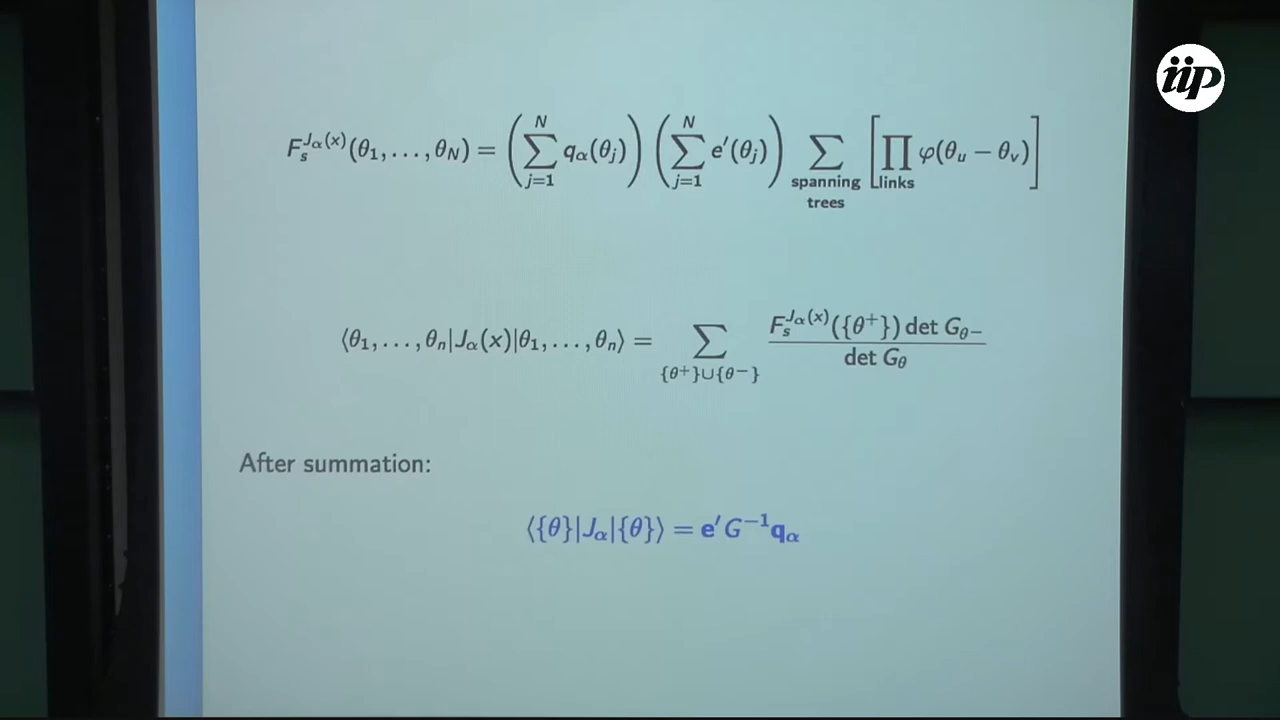 iip
F_s^{J_α(x)}(θ_1, . . . , θ_N) = (∑_{j=1}^{N} q_α(θ_j)) (∑_{j=1}^{N} e′(θ_j)) ∑_{spanning trees} [∏_{links} φ(θ_u − θ_v)]
⟨θ_1, . . . , θ_n|J_α(x)|θ_1, . . . , θ_n⟩ = ∑_{{θ^+}∪{θ^−}} F_s^{J_α(x)}({θ^+}) det G_{θ^−} / det G_θ
After summation:
⟨{θ}|J_α|{θ}⟩ = e′G^{−1}q_α